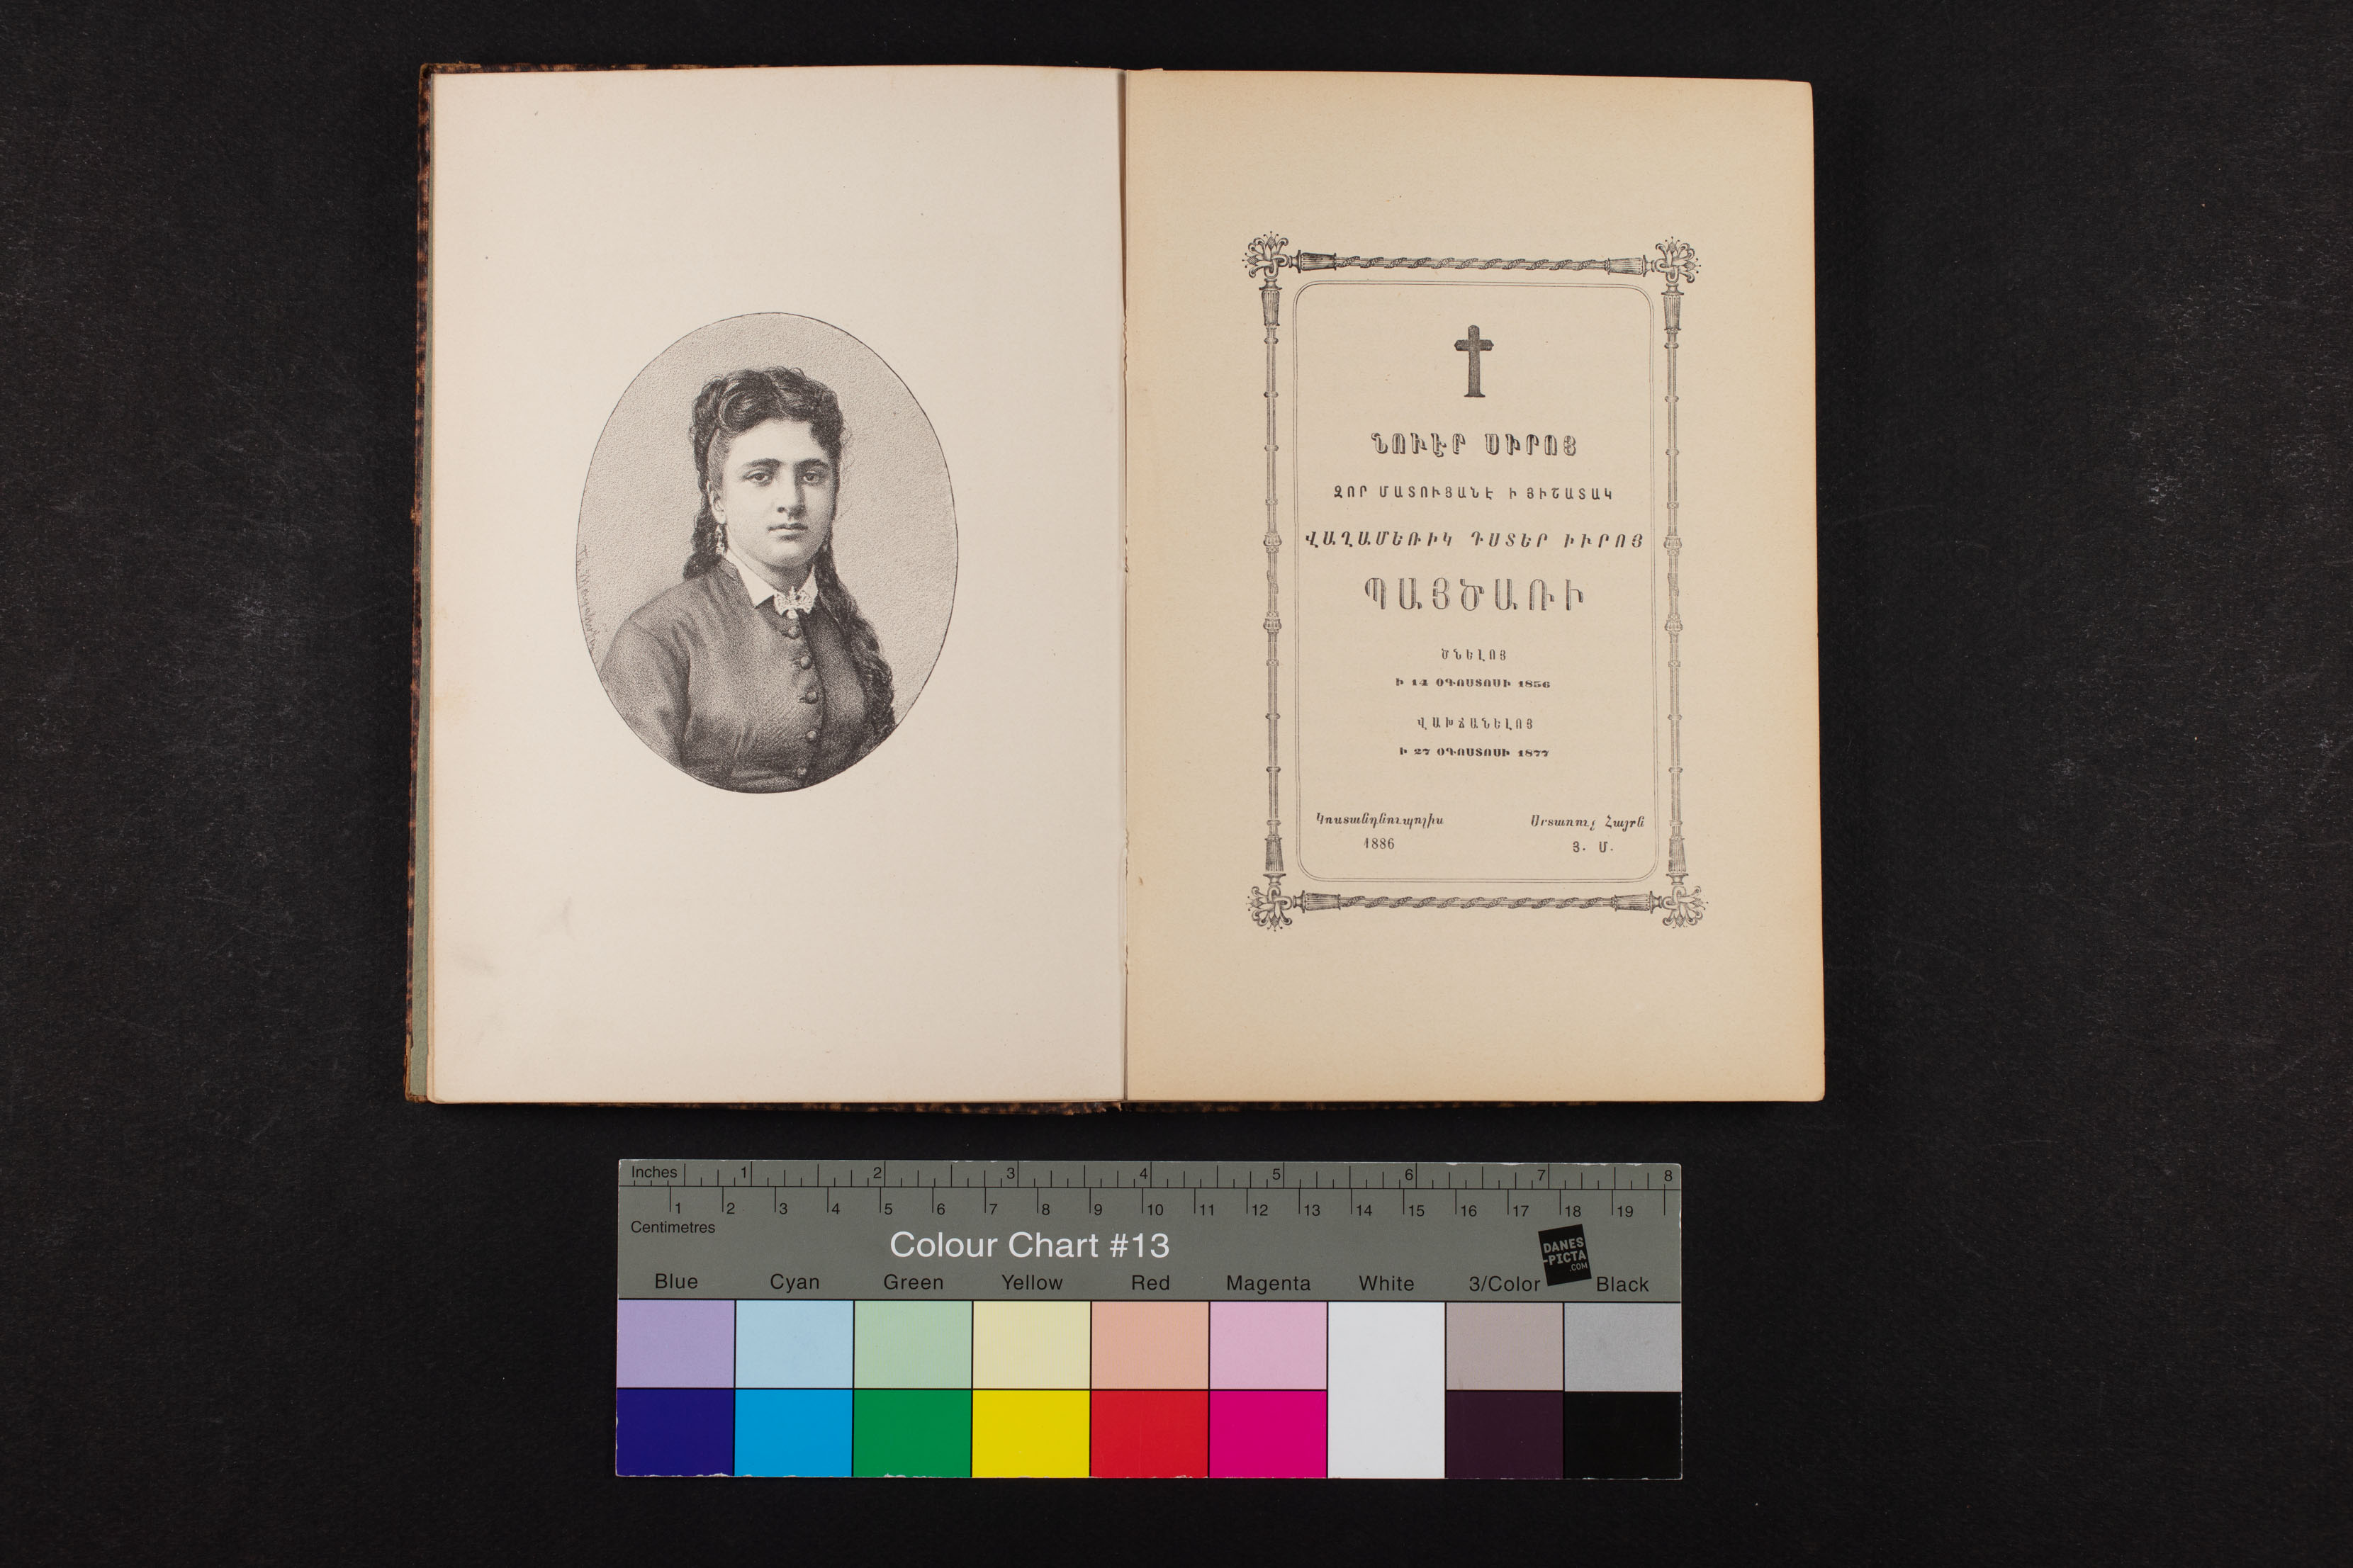 ՆՈՒԷՐ ՍԻՐՈՅ
ԶՈՐ ՄԱՏՈՒՑԱՆԷ Ի ՅԻՇԱՏԱԿ
ՎԱՂԱՄԵՌԻԿ ԴՍՏԵՐ ԻՒՐՈՅ
ՊԱՅԾԱՌԻ
ԾՆԵԼՈՅ
Ի 14 ՕԳՈՍՏՈՍԻ 1856
ՎԱԽՃԱՆԵԼՈՅ
Ի 27 ՕԳՈՍՏՈՍԻ 1877
Կոստանդնուպոլիս
1886
Սրտառուչ Հայրն
Յ. Մ.
Inches 1 2 3 4 5 6 7 8
1 2 3 4 5 6 7 8 9 10 11 12 13 14 15 16 17 18 19
Centimetres
Colour Chart #13
DANES
-PICTA
.COM
Blue Cyan Green Yellow Red Magenta White 3/Color Black